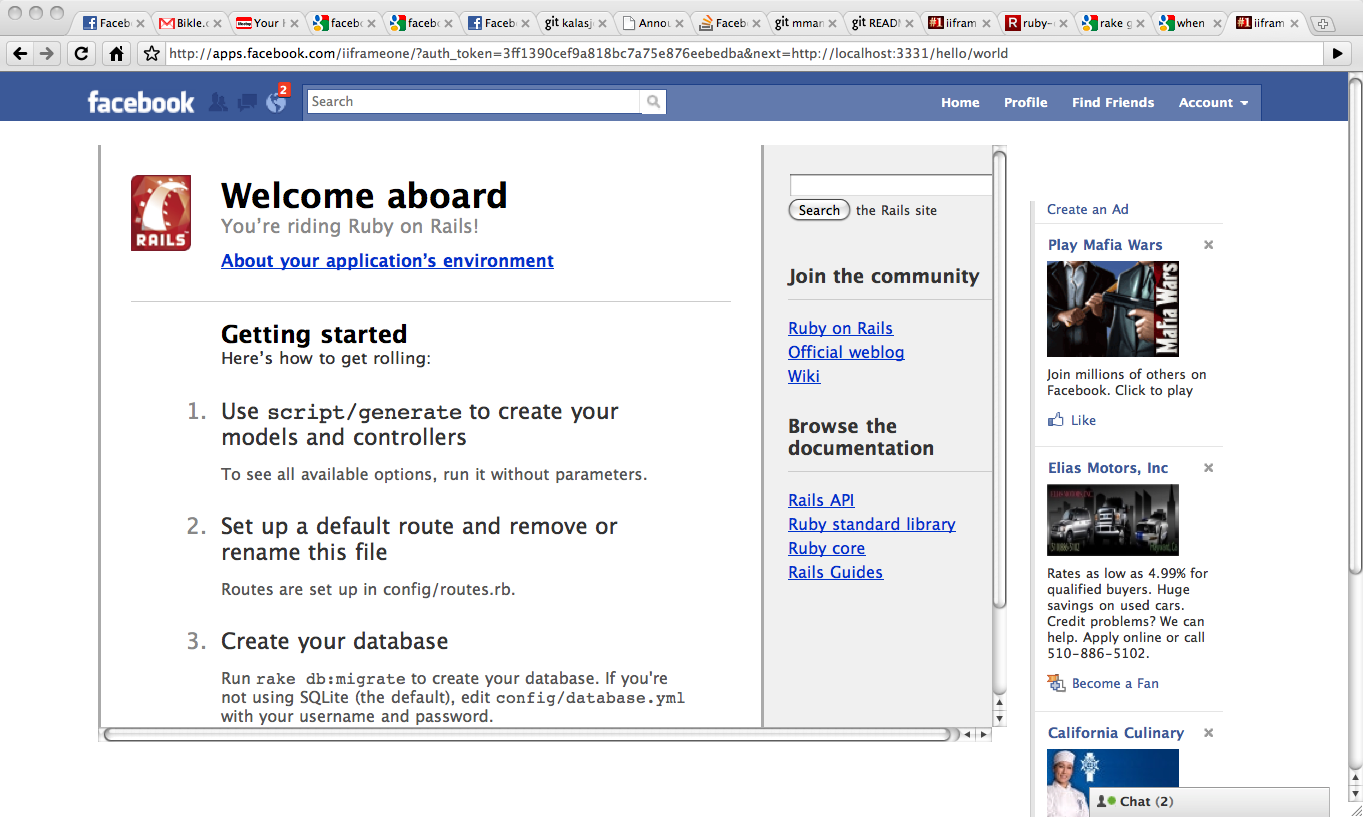 Faceb
Bikle.c
Your H
faceb
faceb
Faceb
git kalasj
Annou
Faceb
git mman
git READ
#1 iifram
ruby-
rake g
when
#1 iifram
http://apps.facebook.com/iiframeone/?auth_token=3ff1390cef9a818bc7a75e876eebedba&next=http://localhost:3331/hello/world
facebook
2
Search
Home Profile Find Friends Account
RAILS
Welcome aboard
You're riding Ruby on Rails!
About your application's environment
Getting started
Here's how to get rolling:
1. Use script/generate to create your
models and controllers
To see all available options, run it without parameters.
2. Set up a default route and remove or
rename this file
Routes are set up in config/routes.rb.
3. Create your database
Run rake db:migrate to create your database. If you're
not using SQLite (the default), edit config/database.yml
with your username and password.
Search the Rails site
Join the community
Ruby on Rails
Official weblog
Wiki
Browse the
documentation
Rails API
Ruby standard library
Ruby core
Rails Guides
Create an Ad
Play Mafia Wars
Mafia Wars
Join millions of others on
Facebook. Click to play
Like
Elias Motors, Inc
Rates as low as 4.99% for
qualified buyers. Huge
savings on used cars.
Credit problems? We can
help. Apply online or call
510-886-5102.
Become a Fan
California Culinary
Chat (2)